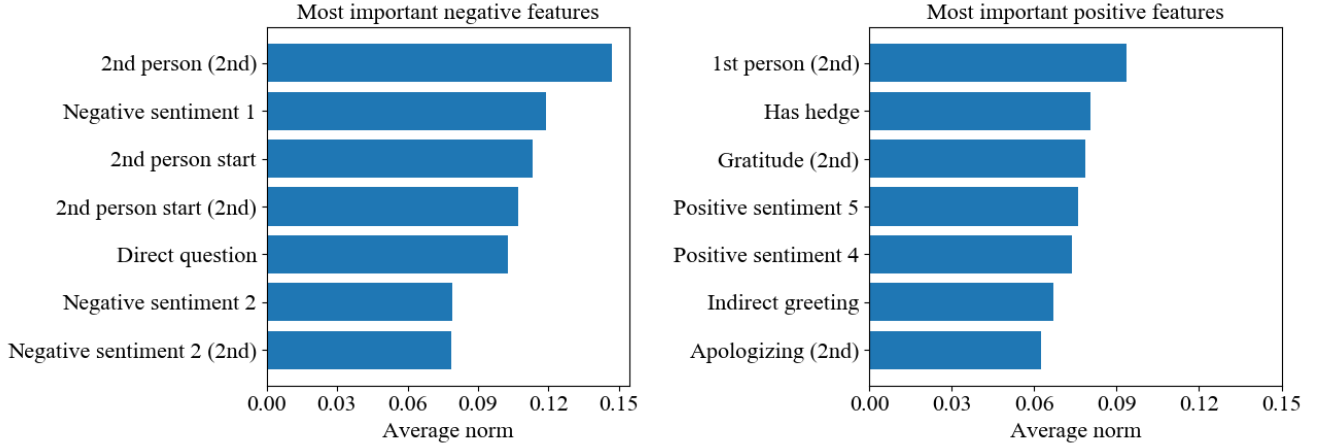 Most important negative features
2nd person (2nd)
Negative sentiment 1
2nd person start
2nd person start (2nd)
Direct question
Negative sentiment 2
Negative sentiment 2 (2nd)
0.00 0.03 0.06 0.09 0.12 0.15
Average norm
Most important positive features
1st person (2nd)
Has hedge
Gratitude (2nd)
Positive sentiment 5
Positive sentiment 4
Indirect greeting
Apologizing (2nd)
0.00 0.03 0.06 0.09 0.12 0.15
Average norm